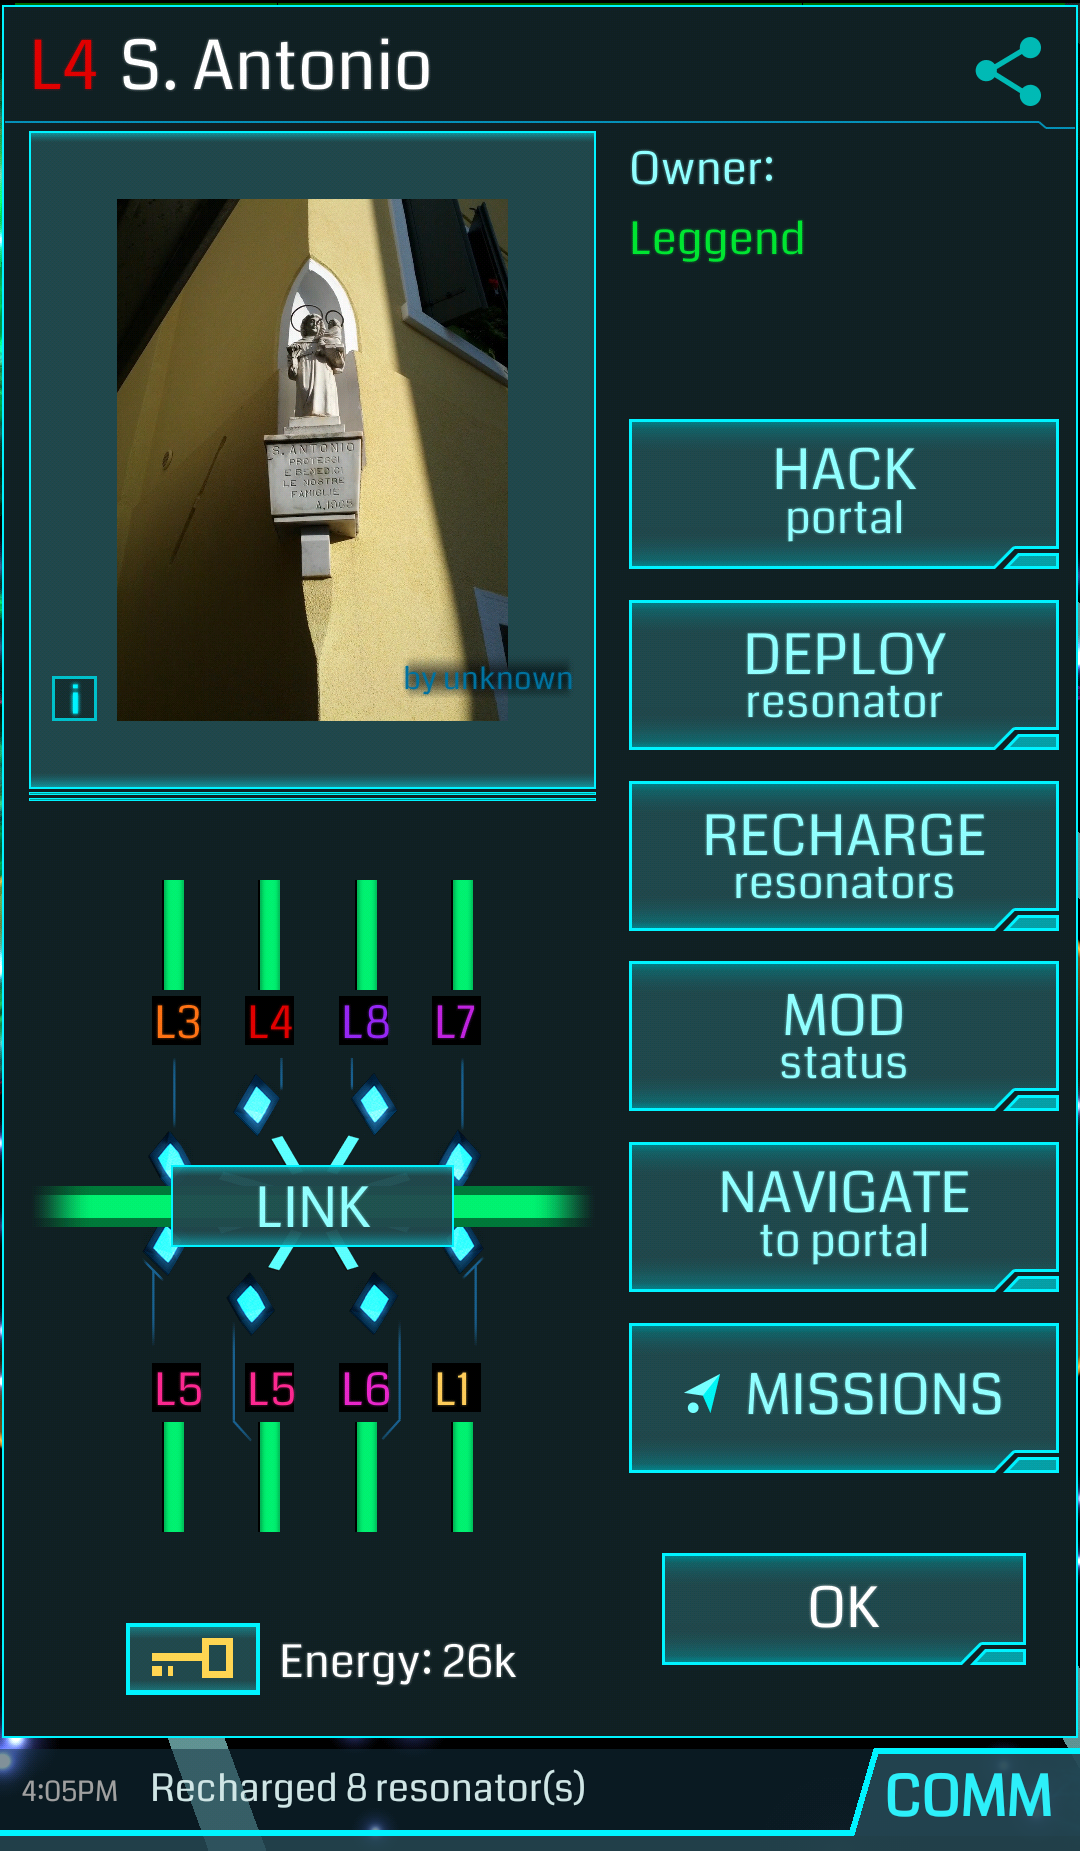 L4 S. Antonio
Owner:
Leggend
S. ANTONIO
PROTEGGI
E BENEDICI
LE NOSTRE
FAMIGLIE
by unknown
i
HACK
portal
DEPLOY
resonator
RECHARGE
resonators
MOD
status
NAVIGATE
to portal
MISSIONS
L3 L4 L8 L7
LINK
L5 L5 L6 L1
OK
Energy: 26k
4:05PM Recharged 8 resonator(s)
COMM